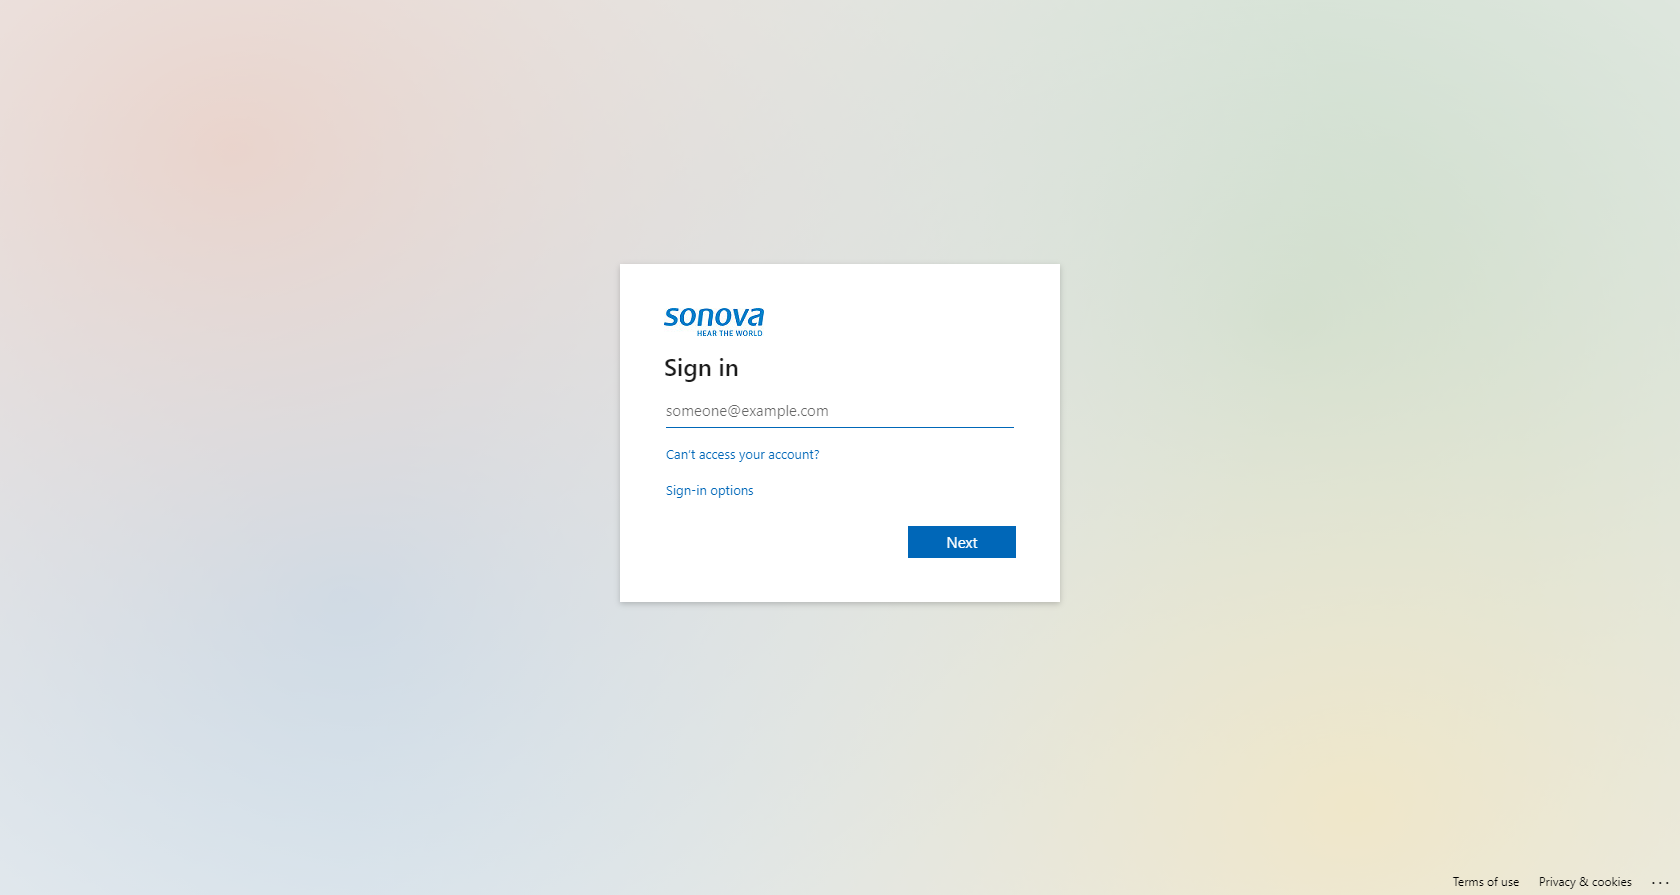 sonova
HEAR THE WORLD
Sign in
someone@example.com
Can't access your account?
Sign-in options
Next
Terms of use Privacy & cookies ...